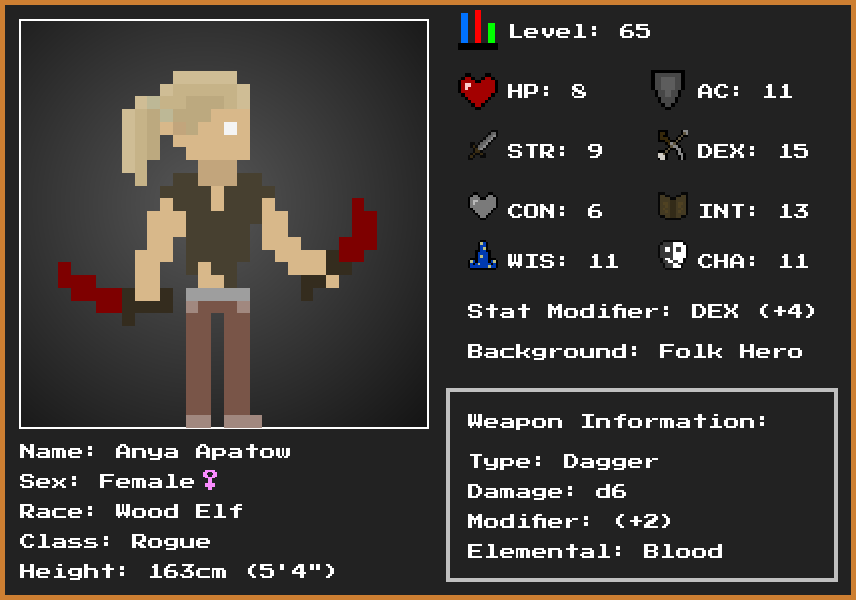 Level: 65
HP: 8
AC: 11
STR: 9
DEX: 15
CON: 6
INT: 13
WIS: 11
CHA: 11
Stat Modifier: DEX (+4)
Background: Folk Hero
Weapon Information:
Type: Dagger
Damage: d6
Modifier: (+2)
Elemental: Blood
Name: Anya Apatow
Sex: Female♀
Race: Wood Elf
Class: Rogue
Height: 163cm (5'4")